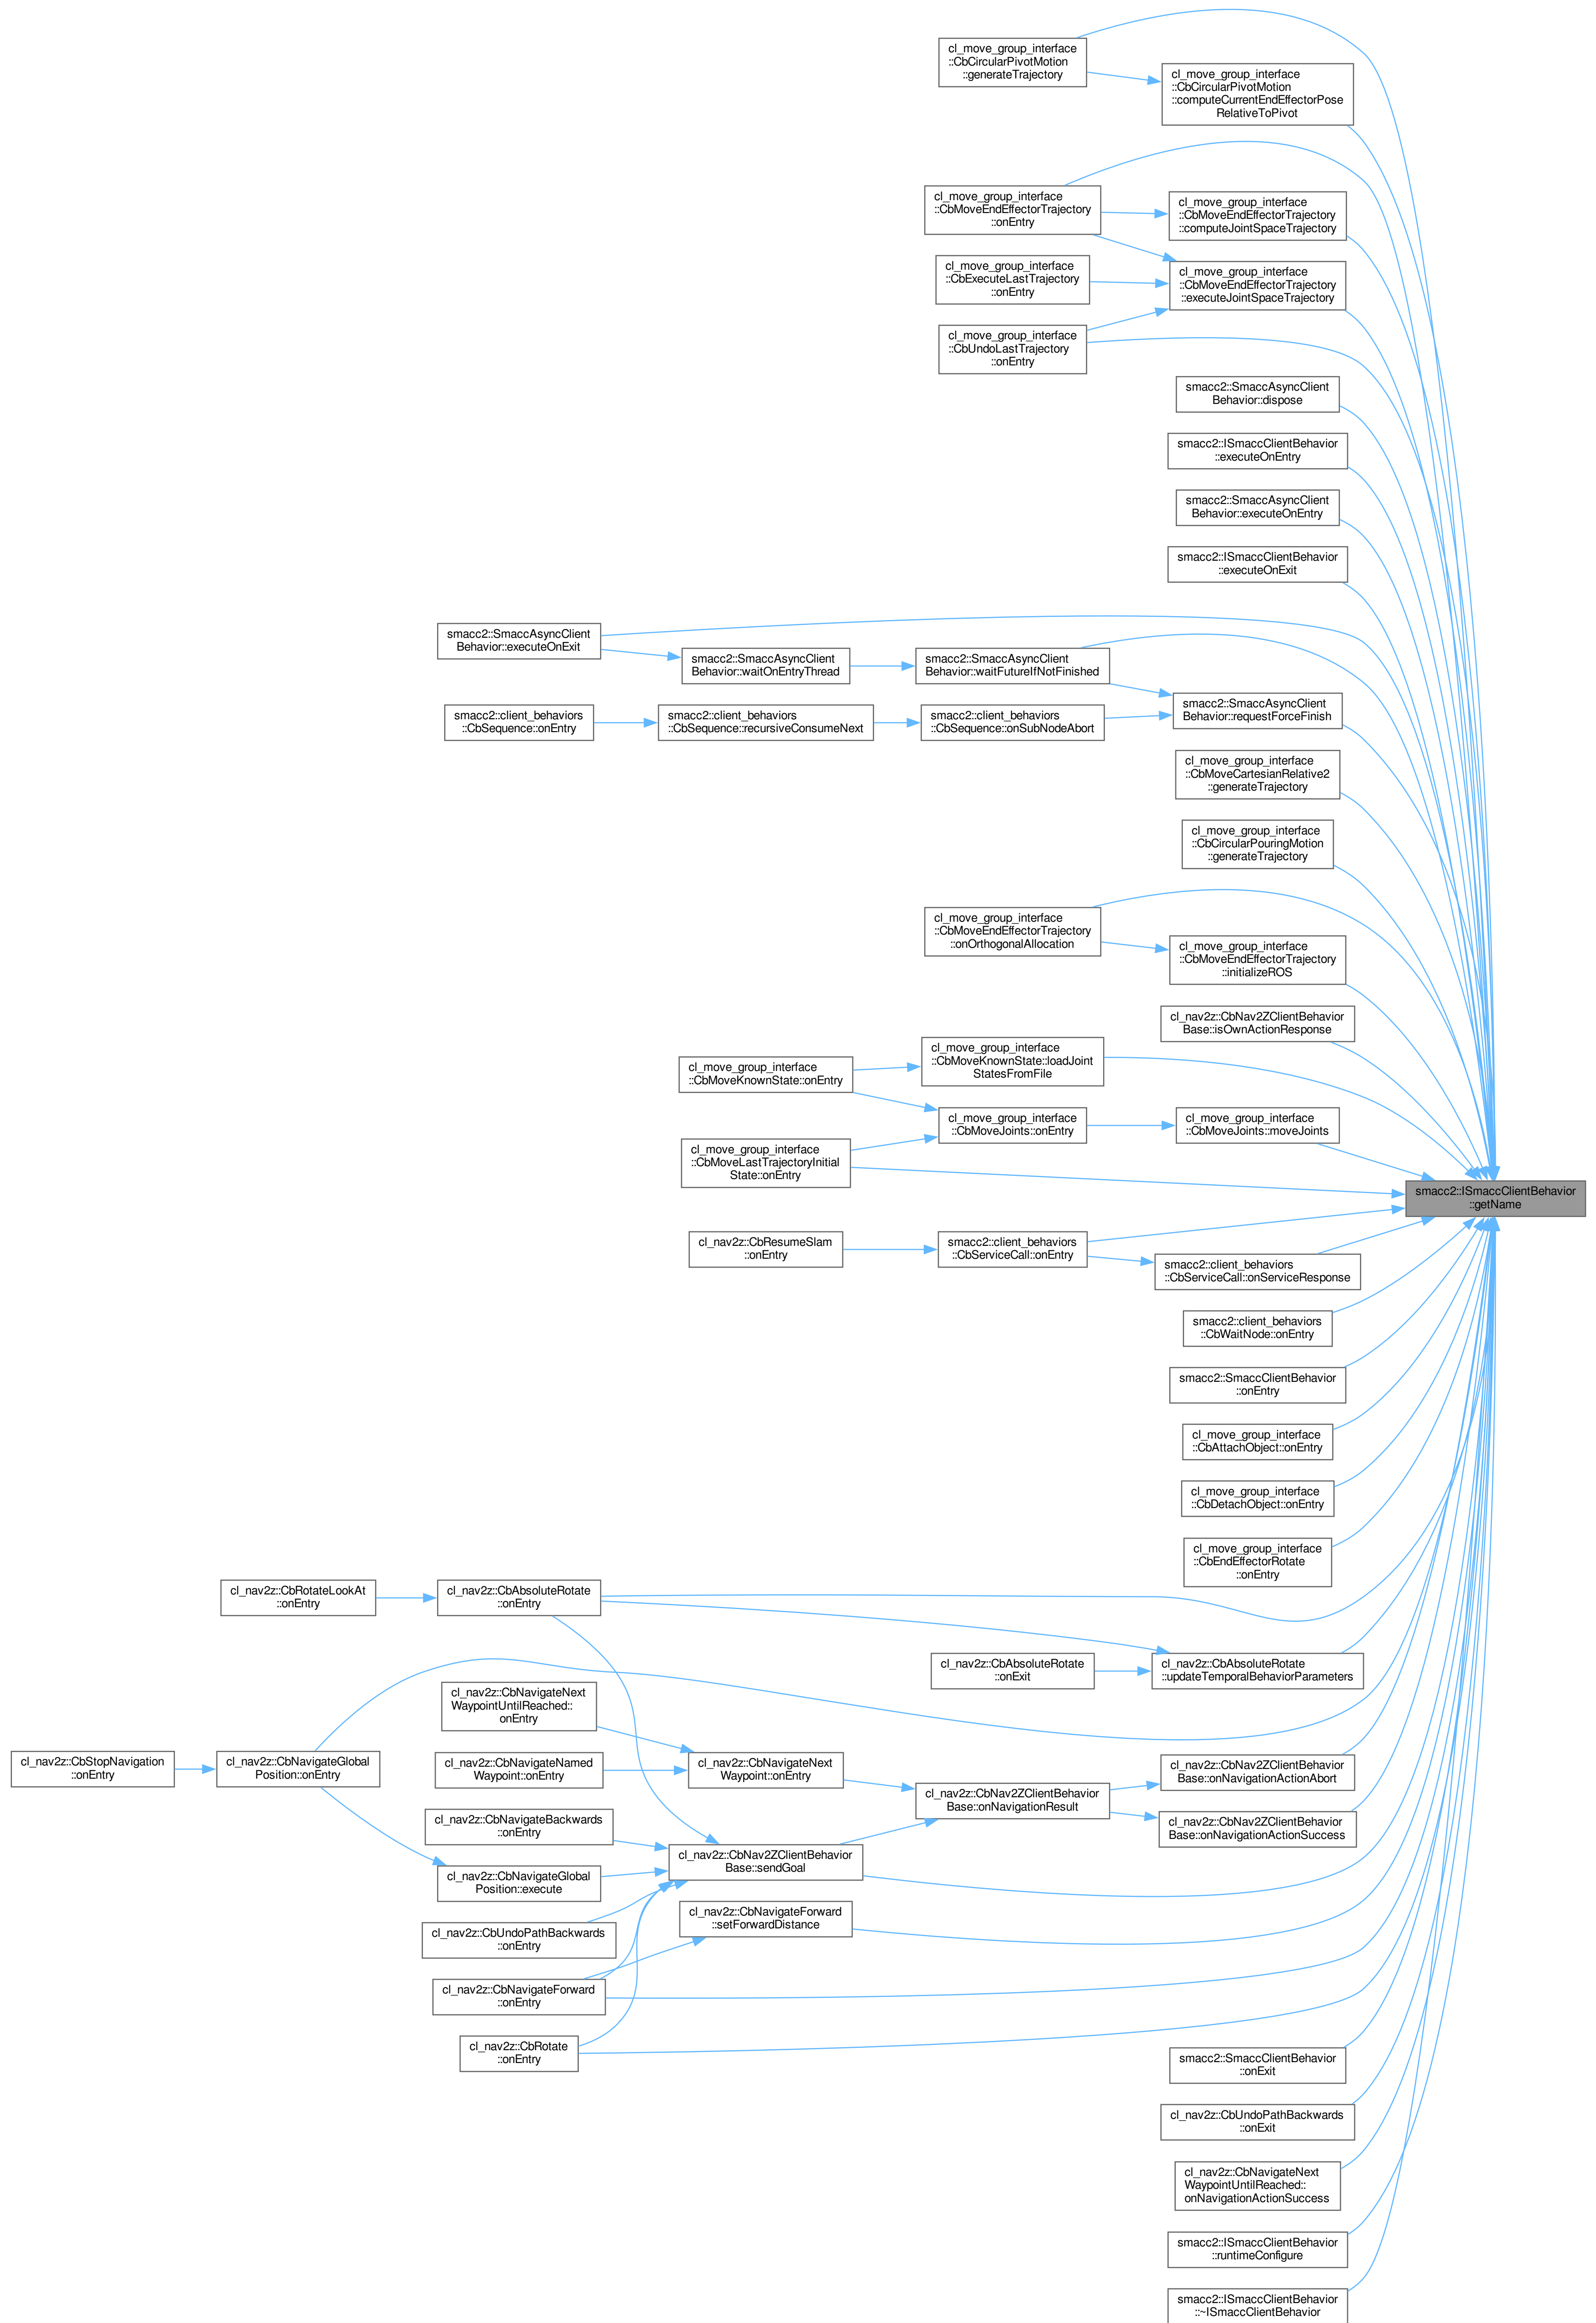 cl_move_group_interface
::CbCircularPivotMotion
::generateTrajectory
cl_move_group_interface
::CbCircularPivotMotion
::computeCurrentEndEffectorPose
RelativeToPivot
cl_move_group_interface
::CbMoveEndEffectorTrajectory
::onEntry
cl_move_group_interface
::CbMoveEndEffectorTrajectory
::computeJointSpaceTrajectory
cl_move_group_interface
::CbExecuteLastTrajectory
::onEntry
cl_move_group_interface
::CbMoveEndEffectorTrajectory
::executeJointSpaceTrajectory
cl_move_group_interface
::CbUndoLastTrajectory
::onEntry
smacc2::SmaccAsyncClient
Behavior::dispose
smacc2::ISmaccClientBehavior
::executeOnEntry
smacc2::SmaccAsyncClient
Behavior::executeOnEntry
smacc2::ISmaccClientBehavior
::executeOnExit
smacc2::SmaccAsyncClient
Behavior::executeOnExit
smacc2::SmaccAsyncClient
Behavior::waitOnEntryThread
smacc2::SmaccAsyncClient
Behavior::waitFutureIfNotFinished
smacc2::SmaccAsyncClient
Behavior::requestForceFinish
smacc2::client_behaviors
::CbSequence::onEntry
smacc2::client_behaviors
::CbSequence::recursiveConsumeNext
smacc2::client_behaviors
::CbSequence::onSubNodeAbort
cl_move_group_interface
::CbMoveCartesianRelative2
::generateTrajectory
cl_move_group_interface
::CbCircularPouringMotion
::generateTrajectory
cl_move_group_interface
::CbMoveEndEffectorTrajectory
::onOrthogonalAllocation
cl_move_group_interface
::CbMoveEndEffectorTrajectory
::initializeROS
cl_nav2z::CbNav2ZClientBehavior
Base::isOwnActionResponse
cl_move_group_interface
::CbMoveKnownState::onEntry
cl_move_group_interface
::CbMoveKnownState::loadJoint
StatesFromFile
cl_move_group_interface
::CbMoveJoints::onEntry
cl_move_group_interface
::CbMoveJoints::moveJoints
cl_move_group_interface
::CbMoveLastTrajectoryInitial
State::onEntry
smacc2::ISmaccClientBehavior
::getName
cl_nav2z::CbResumeSlam
::onEntry
smacc2::client_behaviors
::CbServiceCall::onEntry
smacc2::client_behaviors
::CbServiceCall::onServiceResponse
smacc2::client_behaviors
::CbWaitNode::onEntry
smacc2::SmaccClientBehavior
::onEntry
cl_move_group_interface
::CbAttachObject::onEntry
cl_move_group_interface
::CbDetachObject::onEntry
cl_move_group_interface
::CbEndEffectorRotate
::onEntry
cl_nav2z::CbRotateLookAt
::onEntry
cl_nav2z::CbAbsoluteRotate
::onEntry
cl_nav2z::CbAbsoluteRotate
::onExit
cl_nav2z::CbAbsoluteRotate
::updateTemporalBehaviorParameters
cl_nav2z::CbNavigateNext
WaypointUntilReached::
onEntry
cl_nav2z::CbStopNavigation
::onEntry
cl_nav2z::CbNavigateGlobal
Position::onEntry
cl_nav2z::CbNavigateNamed
Waypoint::onEntry
cl_nav2z::CbNavigateNext
Waypoint::onEntry
cl_nav2z::CbNav2ZClientBehavior
Base::onNavigationActionAbort
cl_nav2z::CbNav2ZClientBehavior
Base::onNavigationResult
cl_nav2z::CbNav2ZClientBehavior
Base::onNavigationActionSuccess
cl_nav2z::CbNavigateBackwards
::onEntry
cl_nav2z::CbNav2ZClientBehavior
Base::sendGoal
cl_nav2z::CbNavigateGlobal
Position::execute
cl_nav2z::CbUndoPathBackwards
::onEntry
cl_nav2z::CbNavigateForward
::setForwardDistance
cl_nav2z::CbNavigateForward
::onEntry
cl_nav2z::CbRotate
::onEntry
smacc2::SmaccClientBehavior
::onExit
cl_nav2z::CbUndoPathBackwards
::onExit
cl_nav2z::CbNavigateNext
WaypointUntilReached::
onNavigationActionSuccess
smacc2::ISmaccClientBehavior
::runtimeConfigure
smacc2::ISmaccClientBehavior
::~ISmaccClientBehavior